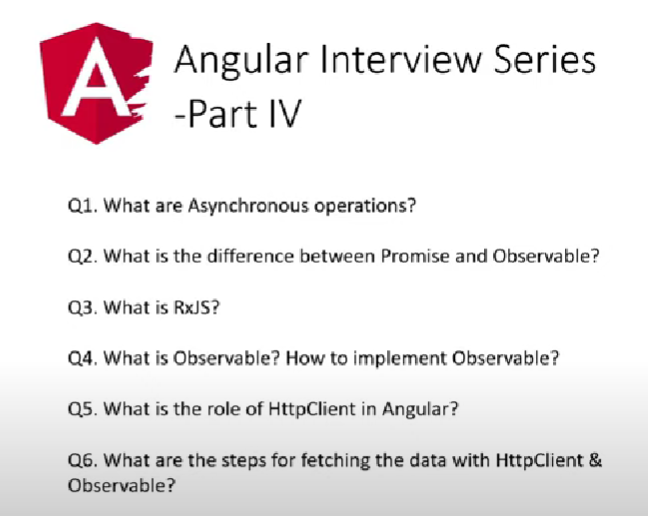 A
Angular Interview Series
-Part IV
Q1. What are Asynchronous operations?
Q2. What is the difference between Promise and Observable?
Q3. What is RxJS?
Q4. What is Observable? How to implement Observable?
Q5. What is the role of HttpClient in Angular?
Q6. What are the steps for fetching the data with HttpClient &
Observable?